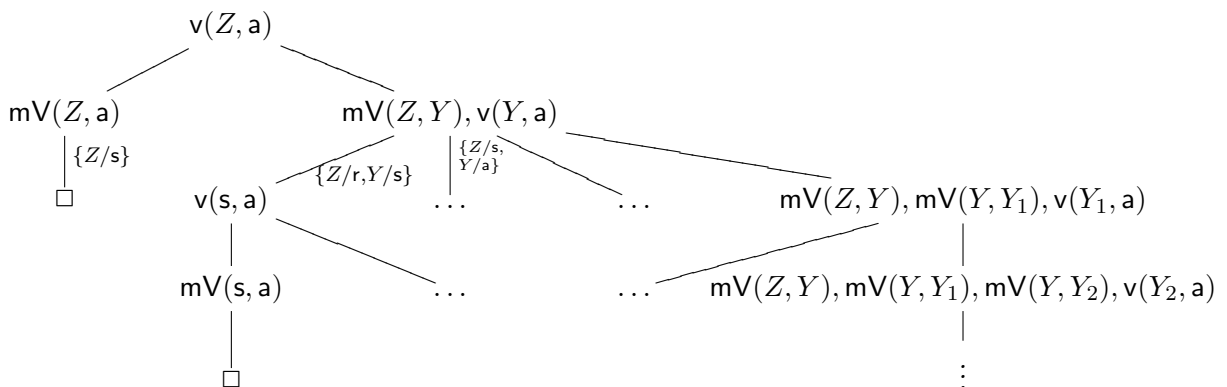 v(Z, a)
mV(Z, a) mV(Z, Y), v(Y, a)
{Z/s} {Z/r,Y/s} {Z/s,
Y/a}
□ v(s, a) ... ... mV(Z, Y), mV(Y, Y₁), v(Y₁, a)
mV(s, a) ... ... mV(Z, Y), mV(Y, Y₁), mV(Y, Y₂), v(Y₂, a)
□ ⋮